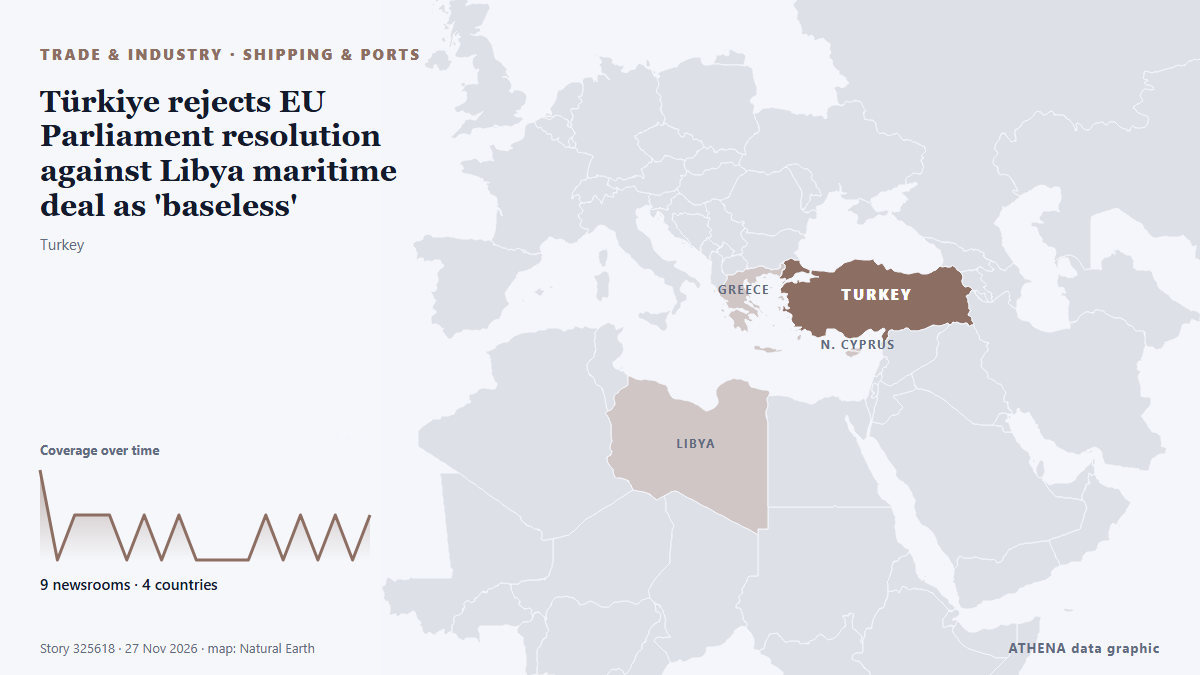 TRADE & INDUSTRY · SHIPPING & PORTS
Türkiye rejects EU
Parliament resolution
against Libya maritime
deal as 'baseless'
Turkey
GREECE
TURKEY
N. CYPRUS
LIBYA
Coverage over time
9 newsrooms · 4 countries
Story 325618 · 27 Nov 2026 · map: Natural Earth
ATHENA data graphic